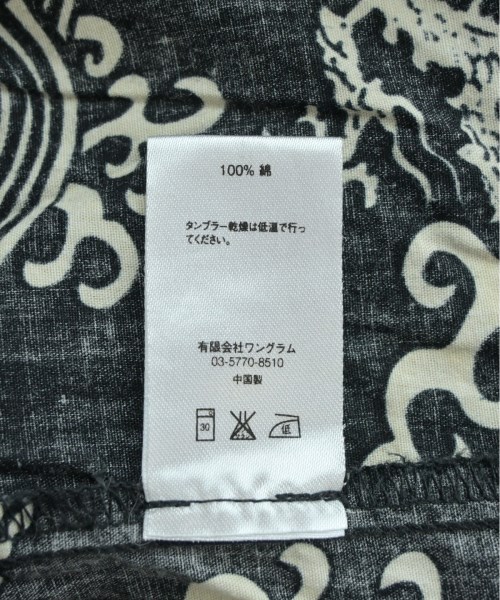 100% 綿
タンブラー乾燥は低温で行っ
てください。
有限会社ワングラム
03-5770-8510
中国製
30
低